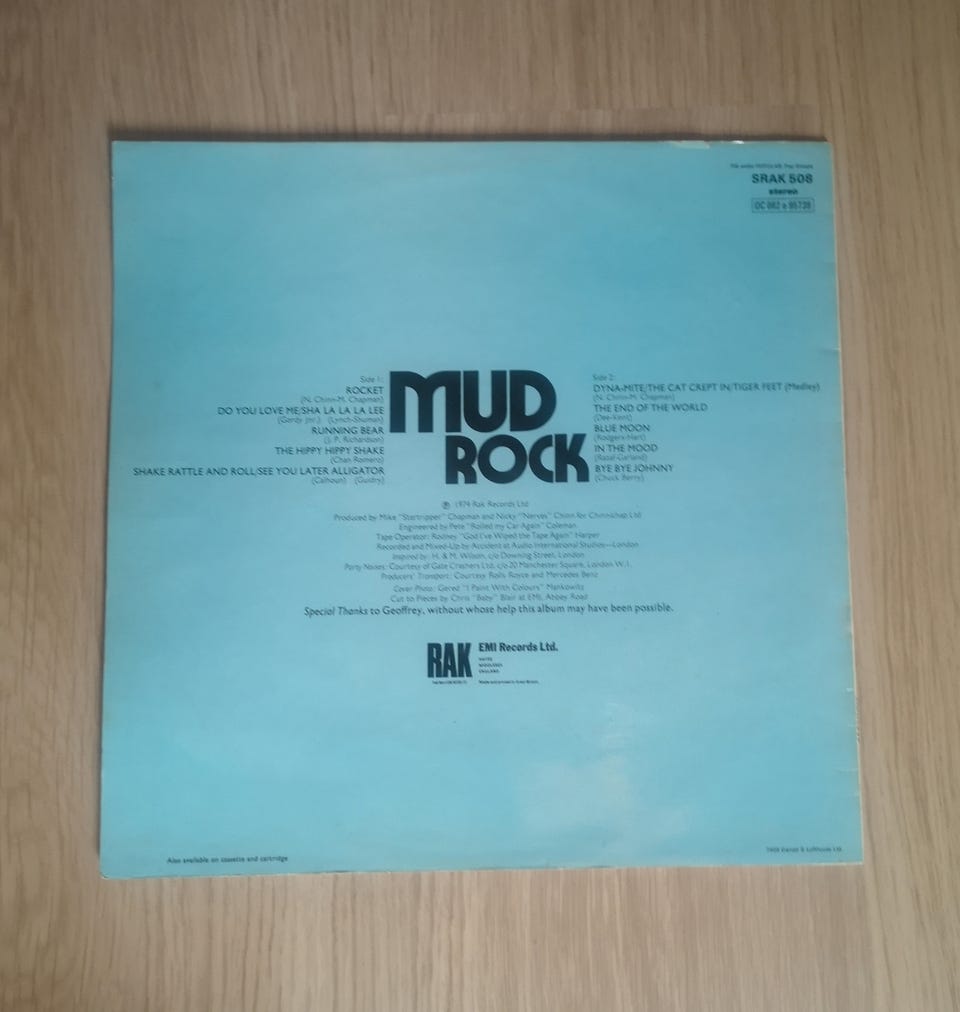 SRAK 508
stereo
Side 1:
ROCKET
(N. Chinn-M. Chapman)
DO YOU LOVE ME/SHA LA LA LA LEE
(Gordy Jnr.) (Lynch-Shuman)
RUNNING BEAR
(J. P. Richardson)
THE HIPPY HIPPY SHAKE
(Chan Romero)
SHAKE RATTLE AND ROLL/SEE YOU LATER ALLIGATOR
(Calhoun) (Guidry)
MUD
ROCK
Side 2:
DYNA-MITE/THE CAT CREPT IN/TIGER FEET (Medley)
(N. Chinn-M. Chapman)
THE END OF THE WORLD
(Dee-Kent)
BLUE MOON
(Rodgers-Hart)
IN THE MOOD
(Razaf-Garland)
BYE BYE JOHNNY
(Chuck Berry)
℗ 1974 Rak Records Ltd
Produced by Mike "Startripper" Chapman and Nicky "Nerves" Chinn for Chinnichap Ltd
Engineered by Pete "Rolled my Car Again" Coleman
Tape Operator: Rodney "God I've Wiped the Tape Again" Harper
Recorded and Mixed-Up by Accident at Audio International Studios—London
Inspired by: H. & M. Wilson, c/o Downing Street, London
Party Noises: Courtesy of Gate Crashers Ltd, c/o 20 Manchester Square, London W.1.
Producers' Transport: Courtesy Rolls Royce and Mercedes Benz
Cover Photo: Gered "I Paint With Colours" Mankowitz
Cut to Pieces by Chris "Baby" Blair at EMI, Abbey Road
Special Thanks to Geoffrey, without whose help this album may have been possible.
RAK
EMI Records Ltd.
HAYES
MIDDLESEX
ENGLAND
Also available on cassette and cartridge